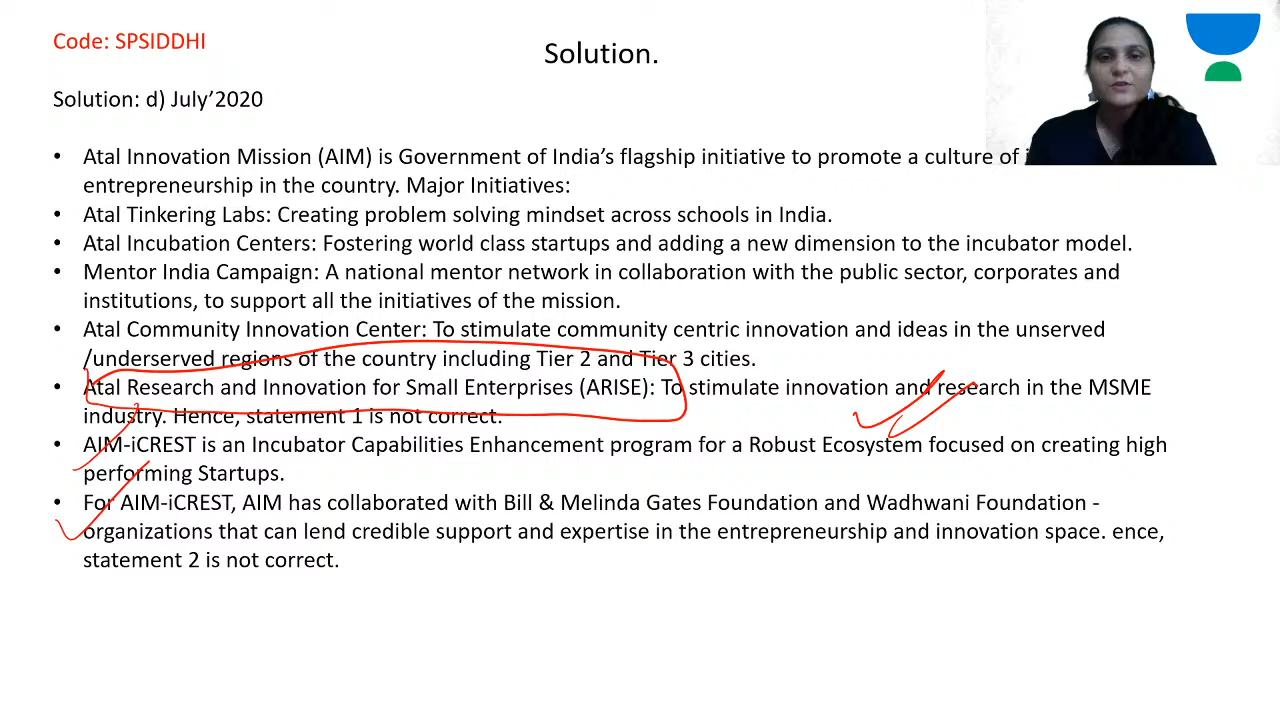 Code: SPSIDDHI
Solution.
Solution: d) July’2020
• Atal Innovation Mission (AIM) is Government of India’s flagship initiative to promote a culture of
entrepreneurship in the country. Major Initiatives:
• Atal Tinkering Labs: Creating problem solving mindset across schools in India.
• Atal Incubation Centers: Fostering world class startups and adding a new dimension to the incubator model.
• Mentor India Campaign: A national mentor network in collaboration with the public sector, corporates and
institutions, to support all the initiatives of the mission.
• Atal Community Innovation Center: To stimulate community centric innovation and ideas in the unserved
/underserved regions of the country including Tier 2 and Tier 3 cities.
• Atal Research and Innovation for Small Enterprises (ARISE): To stimulate innovation and research in the MSME
industry. Hence, statement 1 is not correct.
• AIM-iCREST is an Incubator Capabilities Enhancement program for a Robust Ecosystem focused on creating high
performing Startups.
• For AIM-iCREST, AIM has collaborated with Bill & Melinda Gates Foundation and Wadhwani Foundation -
organizations that can lend credible support and expertise in the entrepreneurship and innovation space. ence,
statement 2 is not correct.